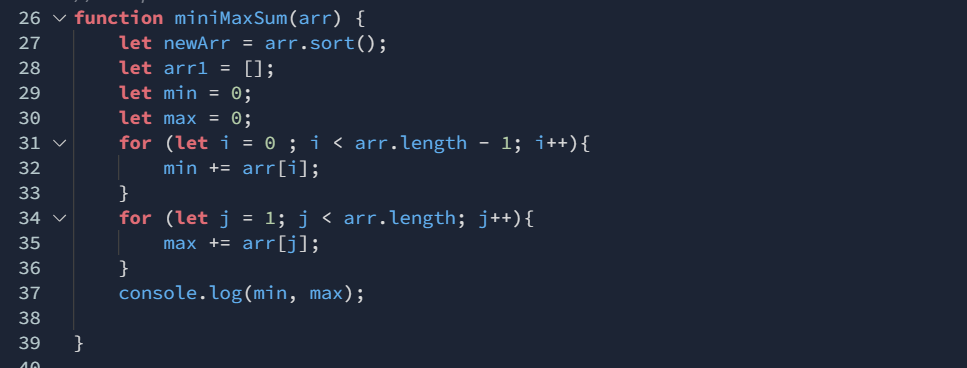 26 function miniMaxSum(arr) {
27     let newArr = arr.sort();
28     let arr1 = [];
29     let min = 0;
30     let max = 0;
31     for (let i = 0 ; i < arr.length - 1; i++){
32         min += arr[i];
33     }
34     for (let j = 1; j < arr.length; j++){
35         max += arr[j];
36     }
37     console.log(min, max);
38
39 }
40